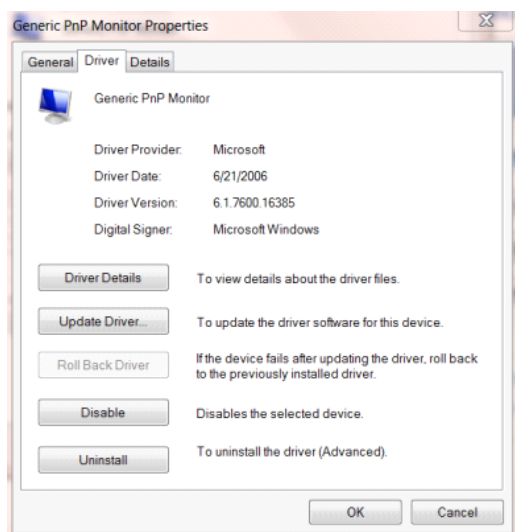 Generic PnP Monitor Properties
General Driver Details
Generic PnP Monitor
Driver Provider: Microsoft
Driver Date: 6/21/2006
Driver Version: 6.1.7600.16385
Digital Signer: Microsoft Windows
Driver Details To view details about the driver files.
Update Driver... To update the driver software for this device.
Roll Back Driver If the device fails after updating the driver, roll back
to the previously installed driver.
Disable Disables the selected device.
Uninstall To uninstall the driver (Advanced).
OK Cancel